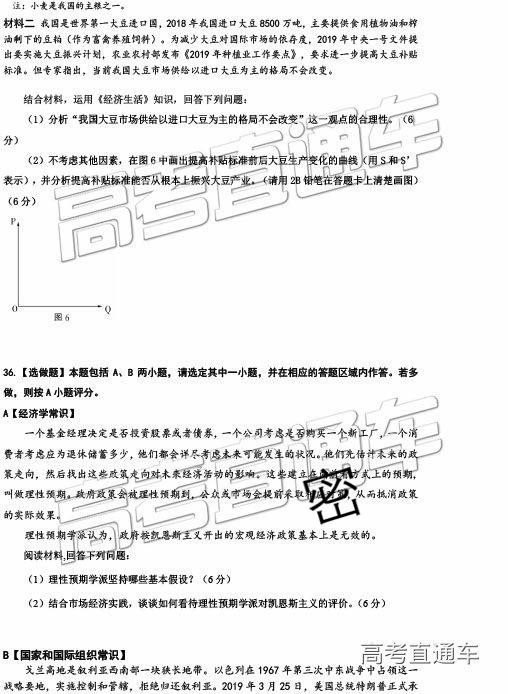 注：小麦是我国的主粮之一。
材料二 我国是世界第一大豆进口国，2018年我国进口大豆8500万吨，主要提供食用植物油和榨
油剩下的豆粕（作为畜禽养殖饲料）。为减少大豆对国际市场的依存度，2019年中央一号文件提
出要实施大豆振兴计划，农业农村部发布《2019年种植业工作要点》，要求进一步提高大豆补贴
标准。但专家指出，当前我国大豆市场供给以进口大豆为主的格局不会改变。
结合材料，运用《经济生活》知识，回答下列问题：
（1）分析“我国大豆市场供给以进口大豆为主的格局不会改变”这一观点的合理性。（6
分）
（2）不考虑其他因素，在图6中画出提高补贴标准前后大豆生产变化的曲线（用S和S’
表示），并分析提高补贴标准能否从根本上振兴大豆产业。（请用2B铅笔在答题卡上清楚画图）
（6分）
P
O
Q
图6
高考直通车
36.【选做题】本题包括 A、B 两小题，请选定其中一小题，并在相应的答题区域内作答。若多
做，则按A小题评分。
A【经济学常识】
一个基金经理决定是否投资股票或者债券，一个公司考虑是否购买一个新工厂，一个消
费者考虑应为退休储蓄多少，他们都会详尽考虑未来可能发生的状况。他们先估计未来的政
策走向，然后找出这些政策走向对未来经济活动的影响。这些建立在 方式上的预期，
叫做理性预期。政府政策会被理性预期到，公众或市场会提前采取 从而抵消政策
的实际效果。
理性预期学派认为，政府按凯恩斯主义开出的宏观经济政策基本上是无效的。
阅读材料，回答下列问题：
（1）理性预期学派坚持哪些基本假设？（6分）
（2）结合市场经济实践，谈谈如何看待理性预期学派对凯恩斯主义的评价。（6分）
高考直通车
密
B【国家和国际组织常识】
高考直通车
戈兰高地是叙利亚西南部一块狭长地带。以色列在1967年第三次中东战争中占领这一
战略要地，实施控制和管辖，拒绝归还叙利亚。2019年3月25日，美国总统特朗普正式承